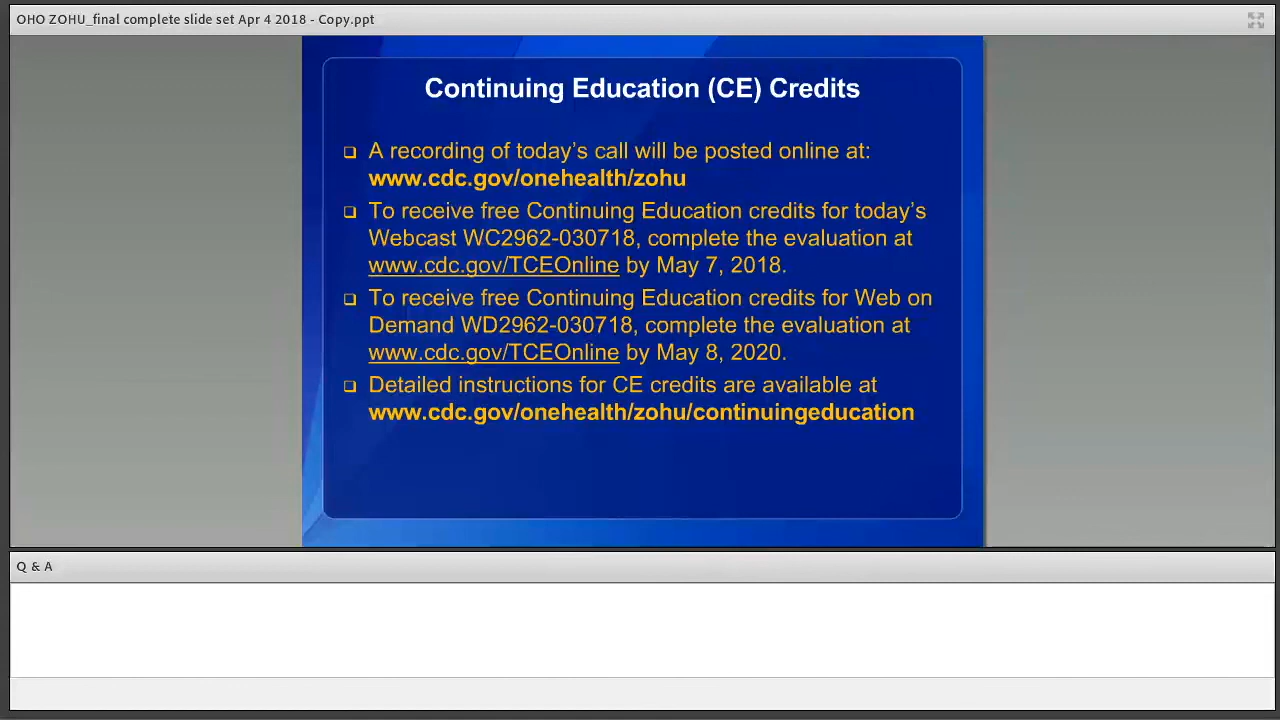 OHO ZOHU_final complete slide set Apr 4 2018 - Copy.ppt
Continuing Education (CE) Credits
❑ A recording of today's call will be posted online at:
www.cdc.gov/onehealth/zohu
❑ To receive free Continuing Education credits for today's
Webcast WC2962-030718, complete the evaluation at
www.cdc.gov/TCEOnline by May 7, 2018.
❑ To receive free Continuing Education credits for Web on
Demand WD2962-030718, complete the evaluation at
www.cdc.gov/TCEOnline by May 8, 2020.
❑ Detailed instructions for CE credits are available at
www.cdc.gov/onehealth/zohu/continuingeducation
Q & A